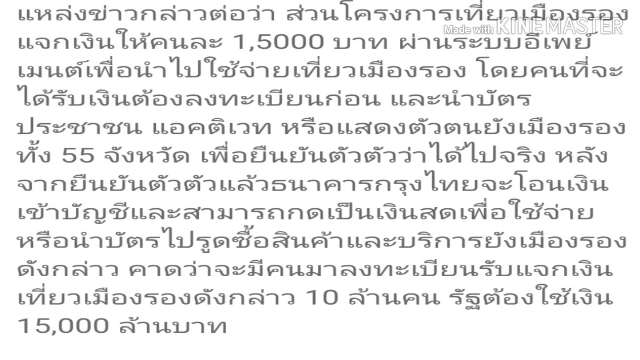 แหล่งข่าวกล่าวต่อว่า ส่วนโครงการเที่ยวเมืองรอง
Made with KINEMASTER
แจกเงินให้คนละ 1,5000 บาท ผ่านระบบอีเพย์
เมนต์เพื่อนำไปใช้จ่ายเที่ยวเมืองรอง โดยคนที่จะ
ได้รับเงินต้องลงทะเบียนก่อน และนำบัตร
ประชาชน แอคติเวท หรือแสดงตัวตนยังเมืองรอง
ทั้ง 55 จังหวัด เพื่อยืนยันตัวตัวว่าได้ไปจริง หลัง
จากยืนยันตัวตัวแล้วธนาคารกรุงไทยจะโอนเงิน
เข้าบัญชีและสามารถกดเป็นเงินสดเพื่อใช้จ่าย
หรือนำบัตรไปรูดซื้อสินค้าและบริการยังเมืองรอง
ดังกล่าว คาดว่าจะมีคนมาลงทะเบียนรับแจกเงิน
เที่ยวเมืองรองดังกล่าว 10 ล้านคน รัฐต้องใช้เงิน
15,000 ล้านบาท